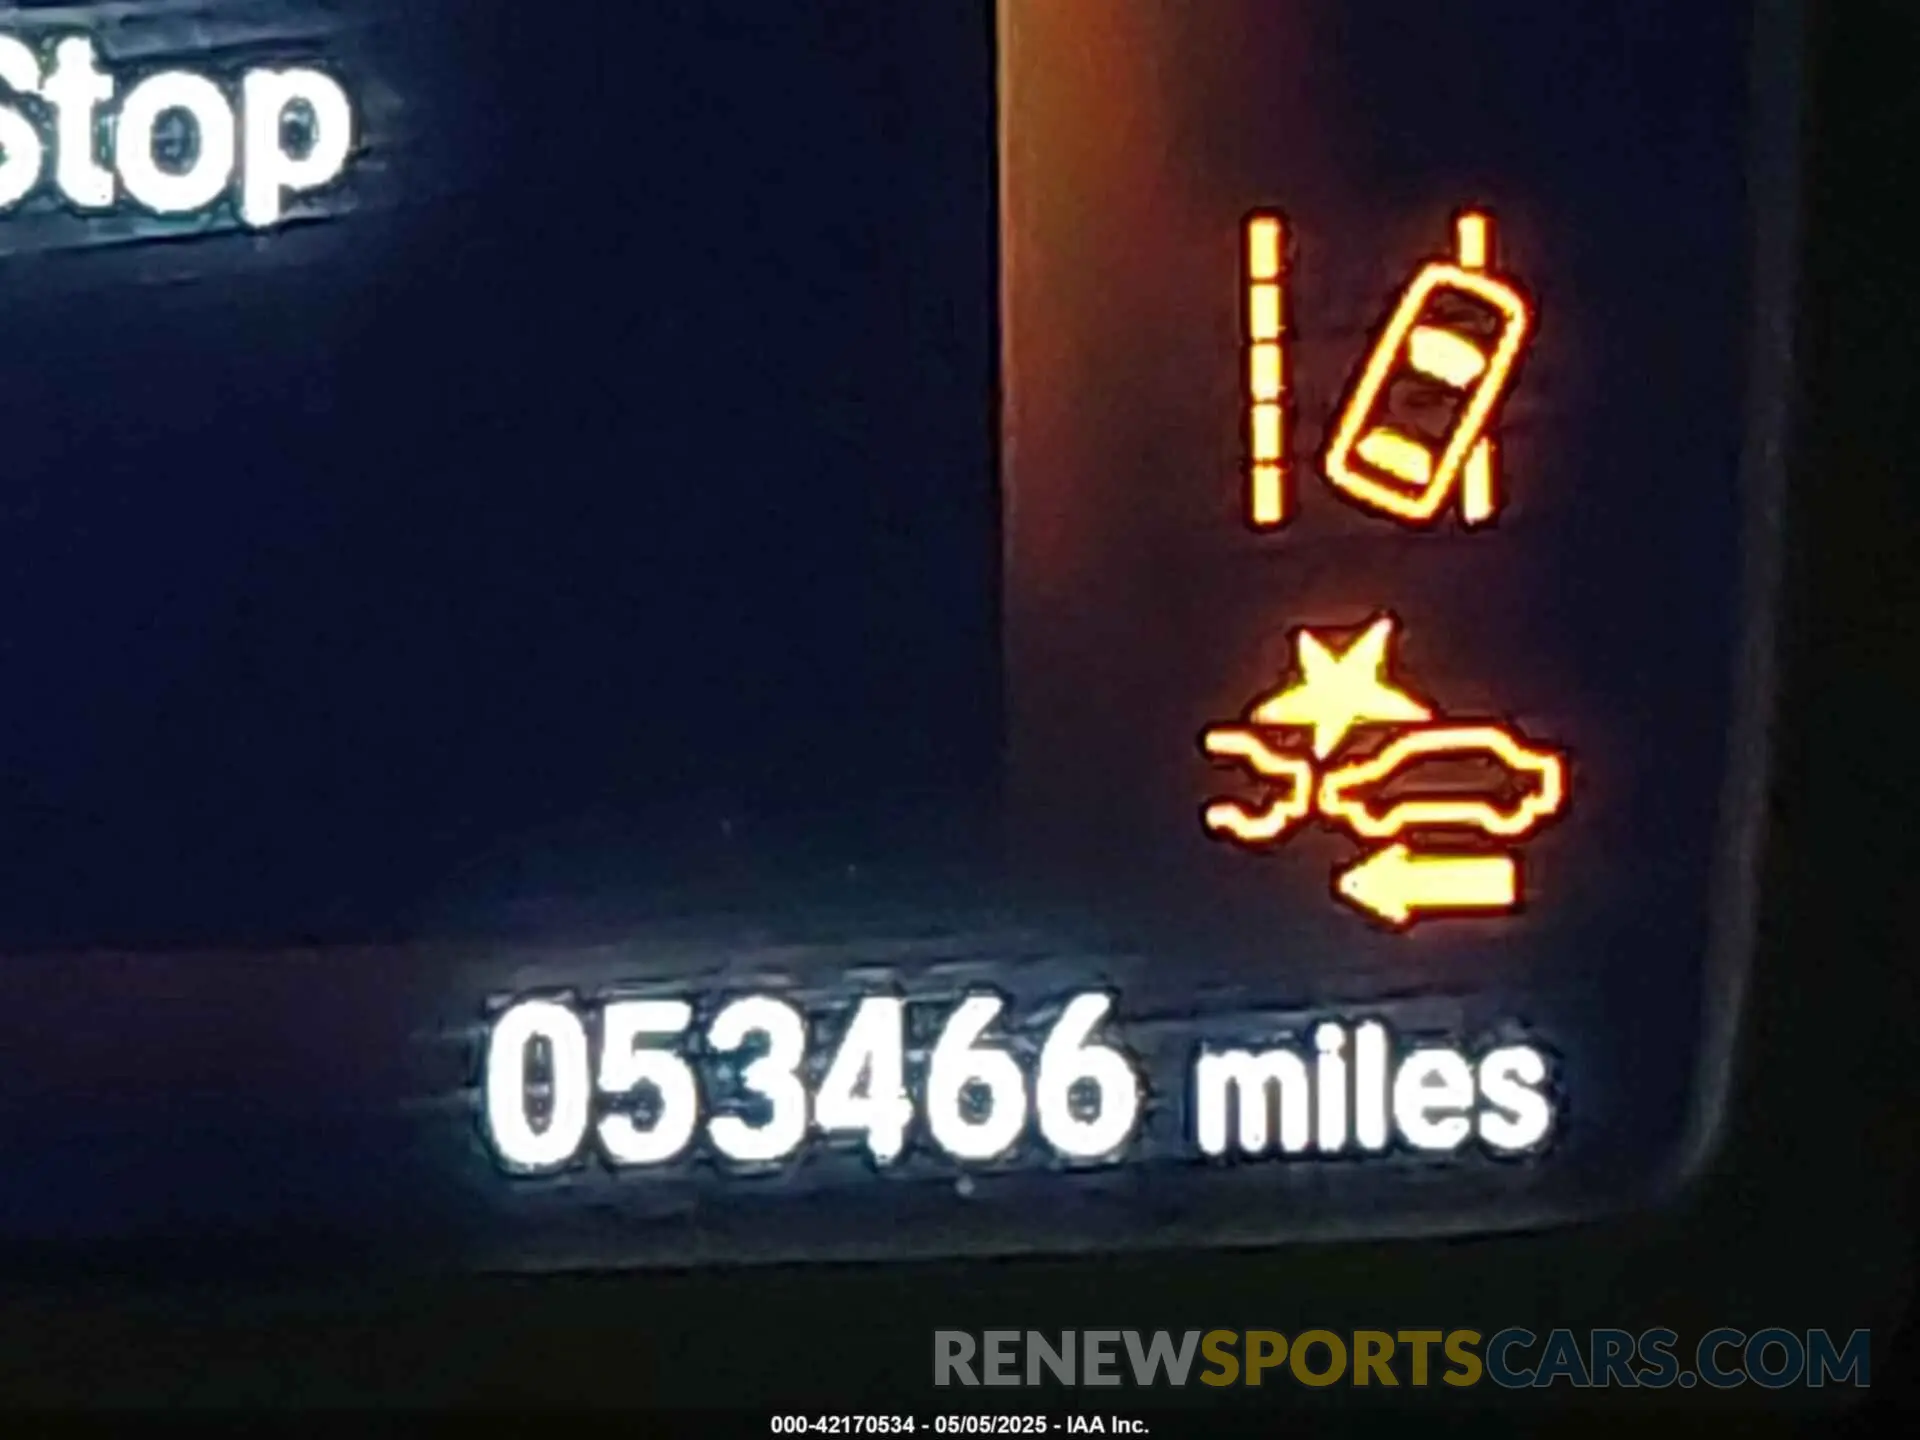 Stop
053466 miles
RENEWSPORTSCARS.COM
000-42170534 - 05/05/2025 - IAA Inc.